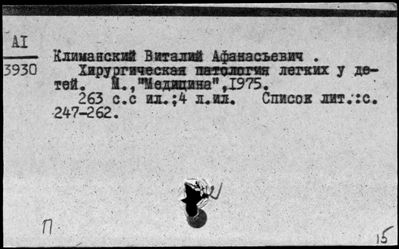 АІ
3930
Климанский Виталий Афанасьевич .
Хирургическая патология легких у де-
тей. М.,"Медицина",1975.
263 с.с ил.;4 л.ил. Список лит.:с.
247-262.
П
15